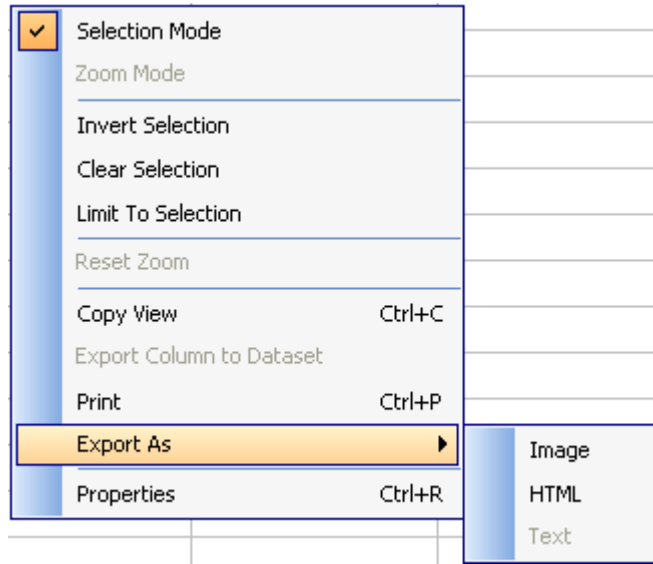 Selection Mode
Zoom Mode
Invert Selection
Clear Selection
Limit To Selection
Reset Zoom
Copy View Ctrl+C
Export Column to Dataset
Print Ctrl+P
Export As
Image
Properties Ctrl+R
HTML
Text